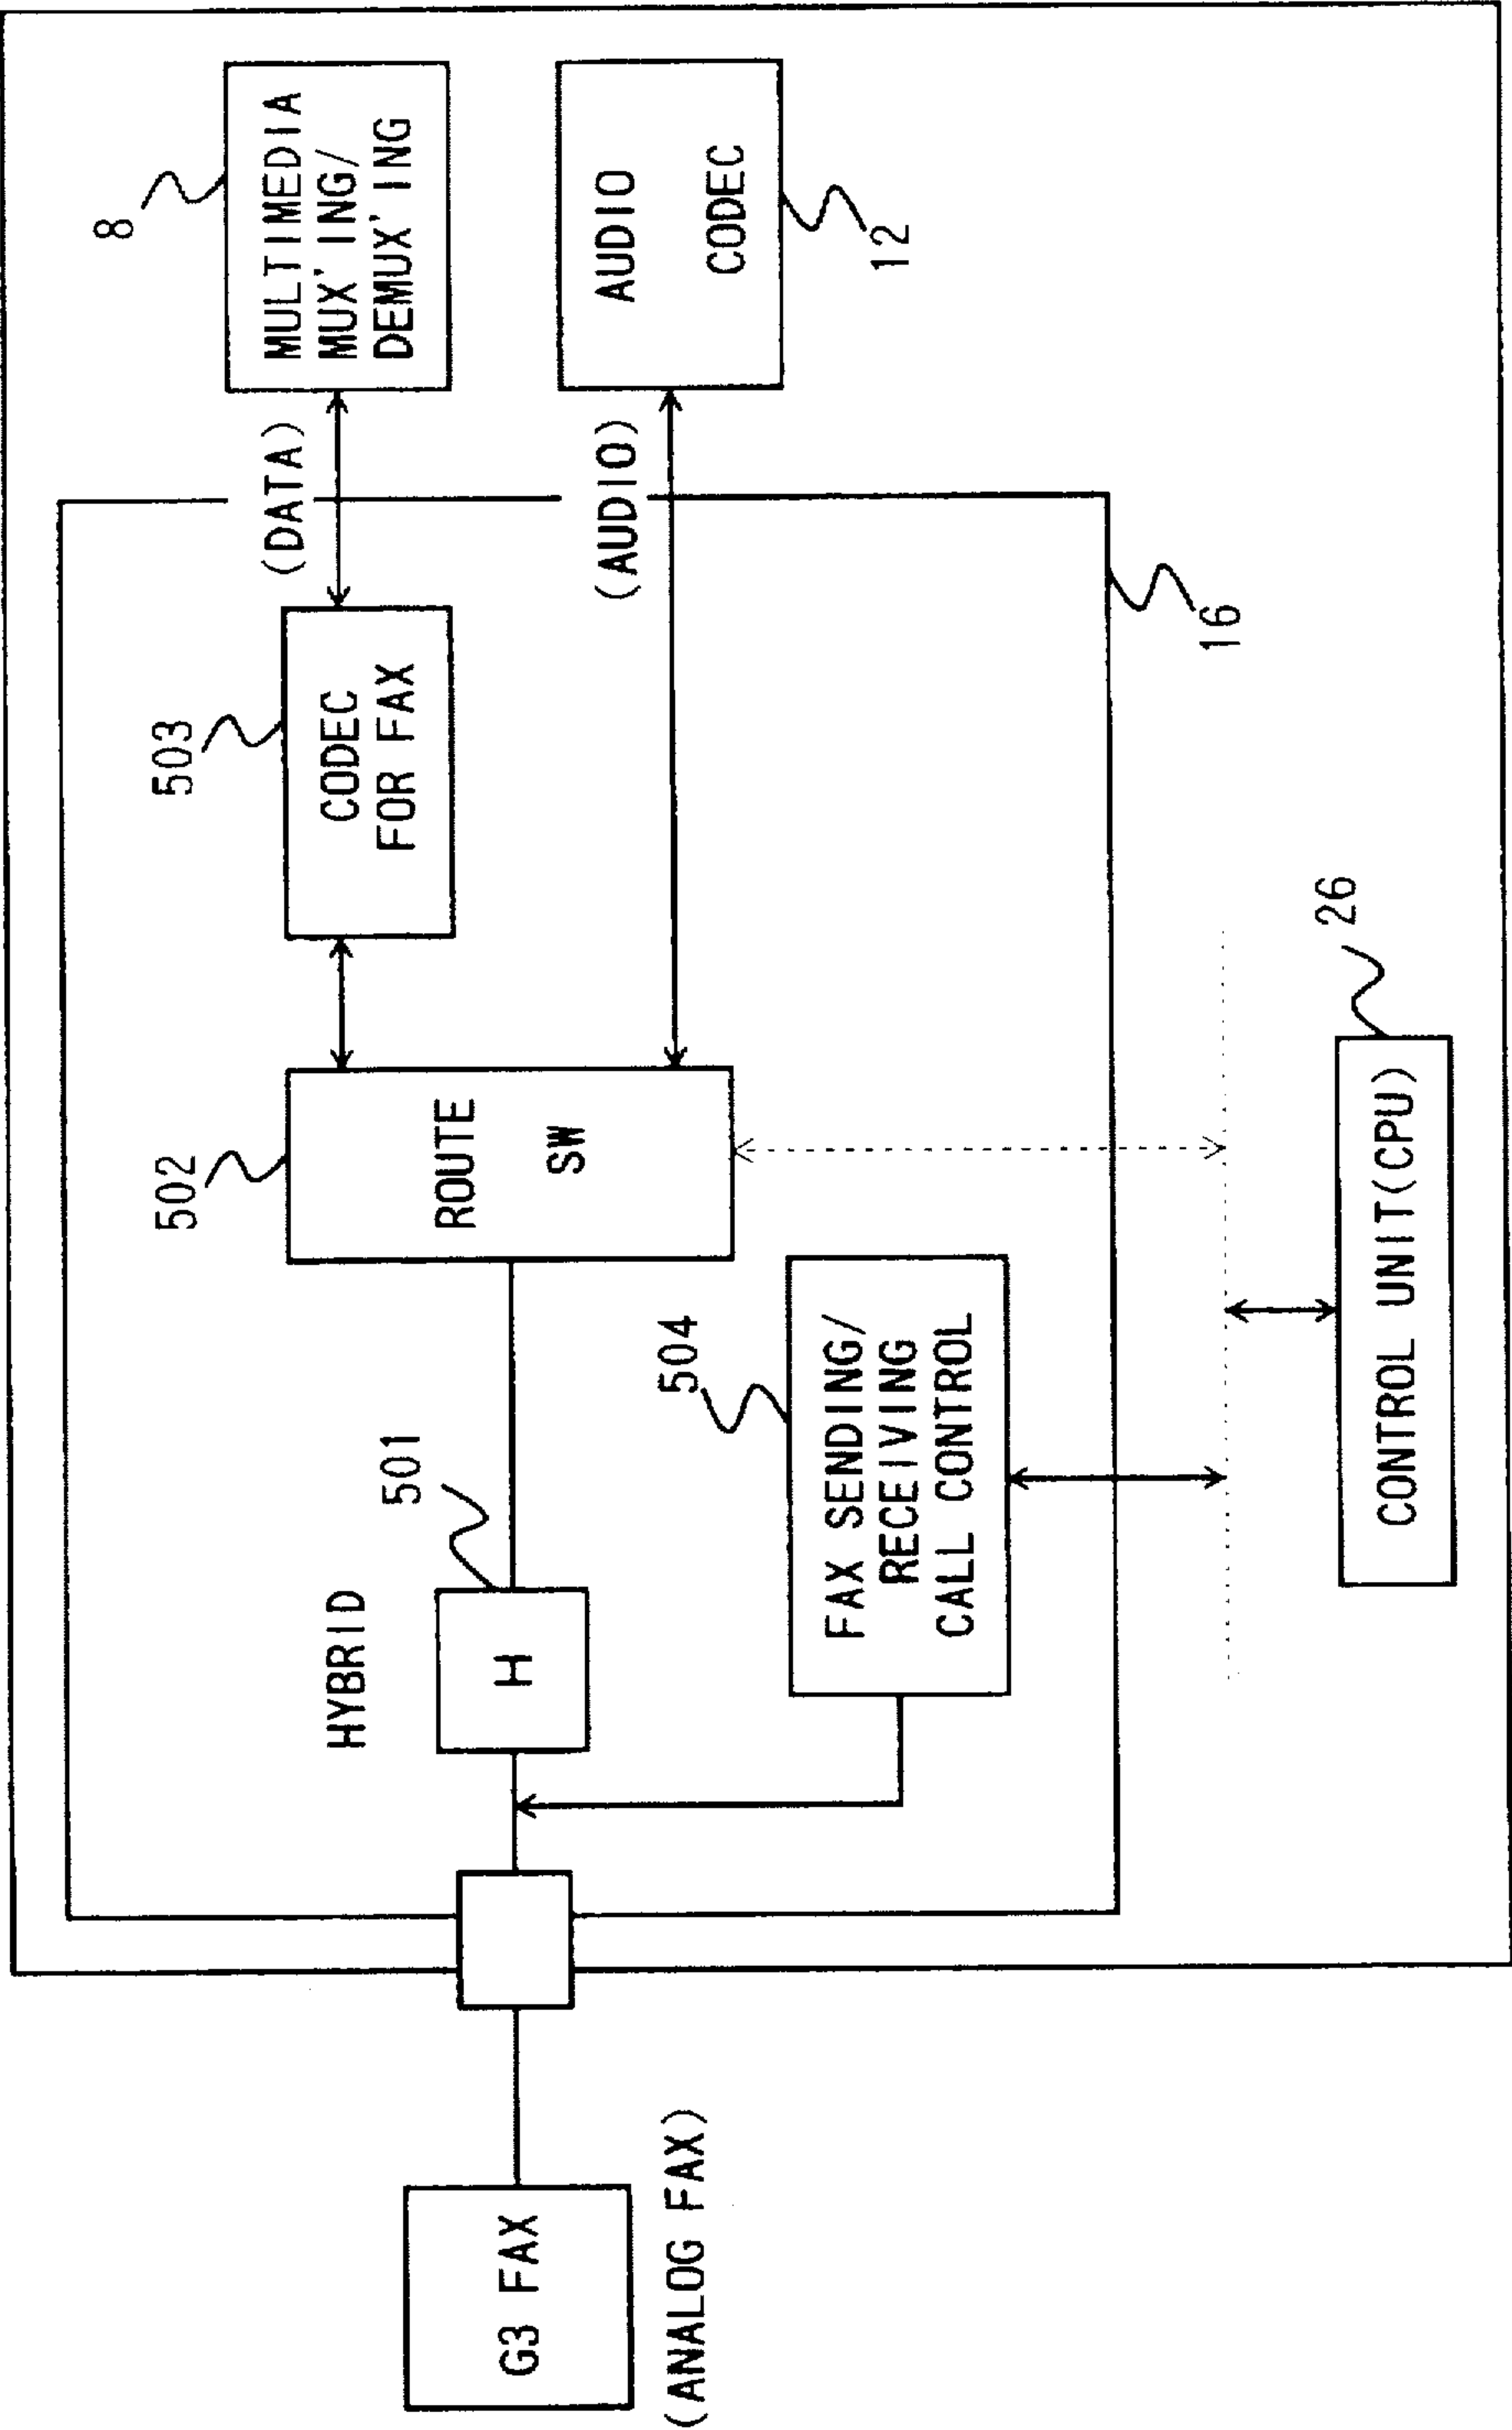 8
MULTIMEDIA
MUX'ING/
DEMUX'ING
(DATA)
503
CODEC
FOR FAX
AUDIO
CODEC
12
(AUDIO)
16
502
ROUTE
SW
501
HYBRID
H
504
FAX SENDING/
RECEIVING
CALL CONTROL
26
CONTROL UNIT(CPU)
G3 FAX
(ANALOG FAX)